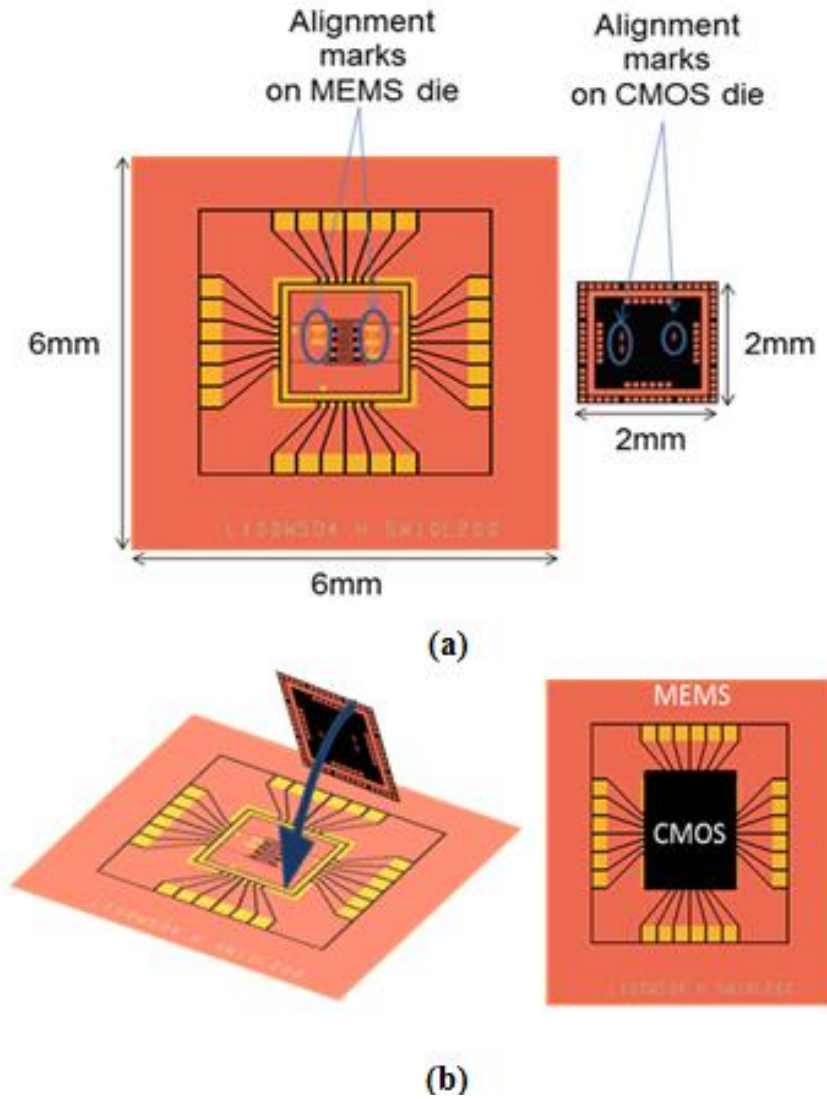 Alignment
marks
on MEMS die
Alignment
marks
on CMOS die
6mm
2mm
2mm
6mm
(a)
MEMS
CMOS
(b)